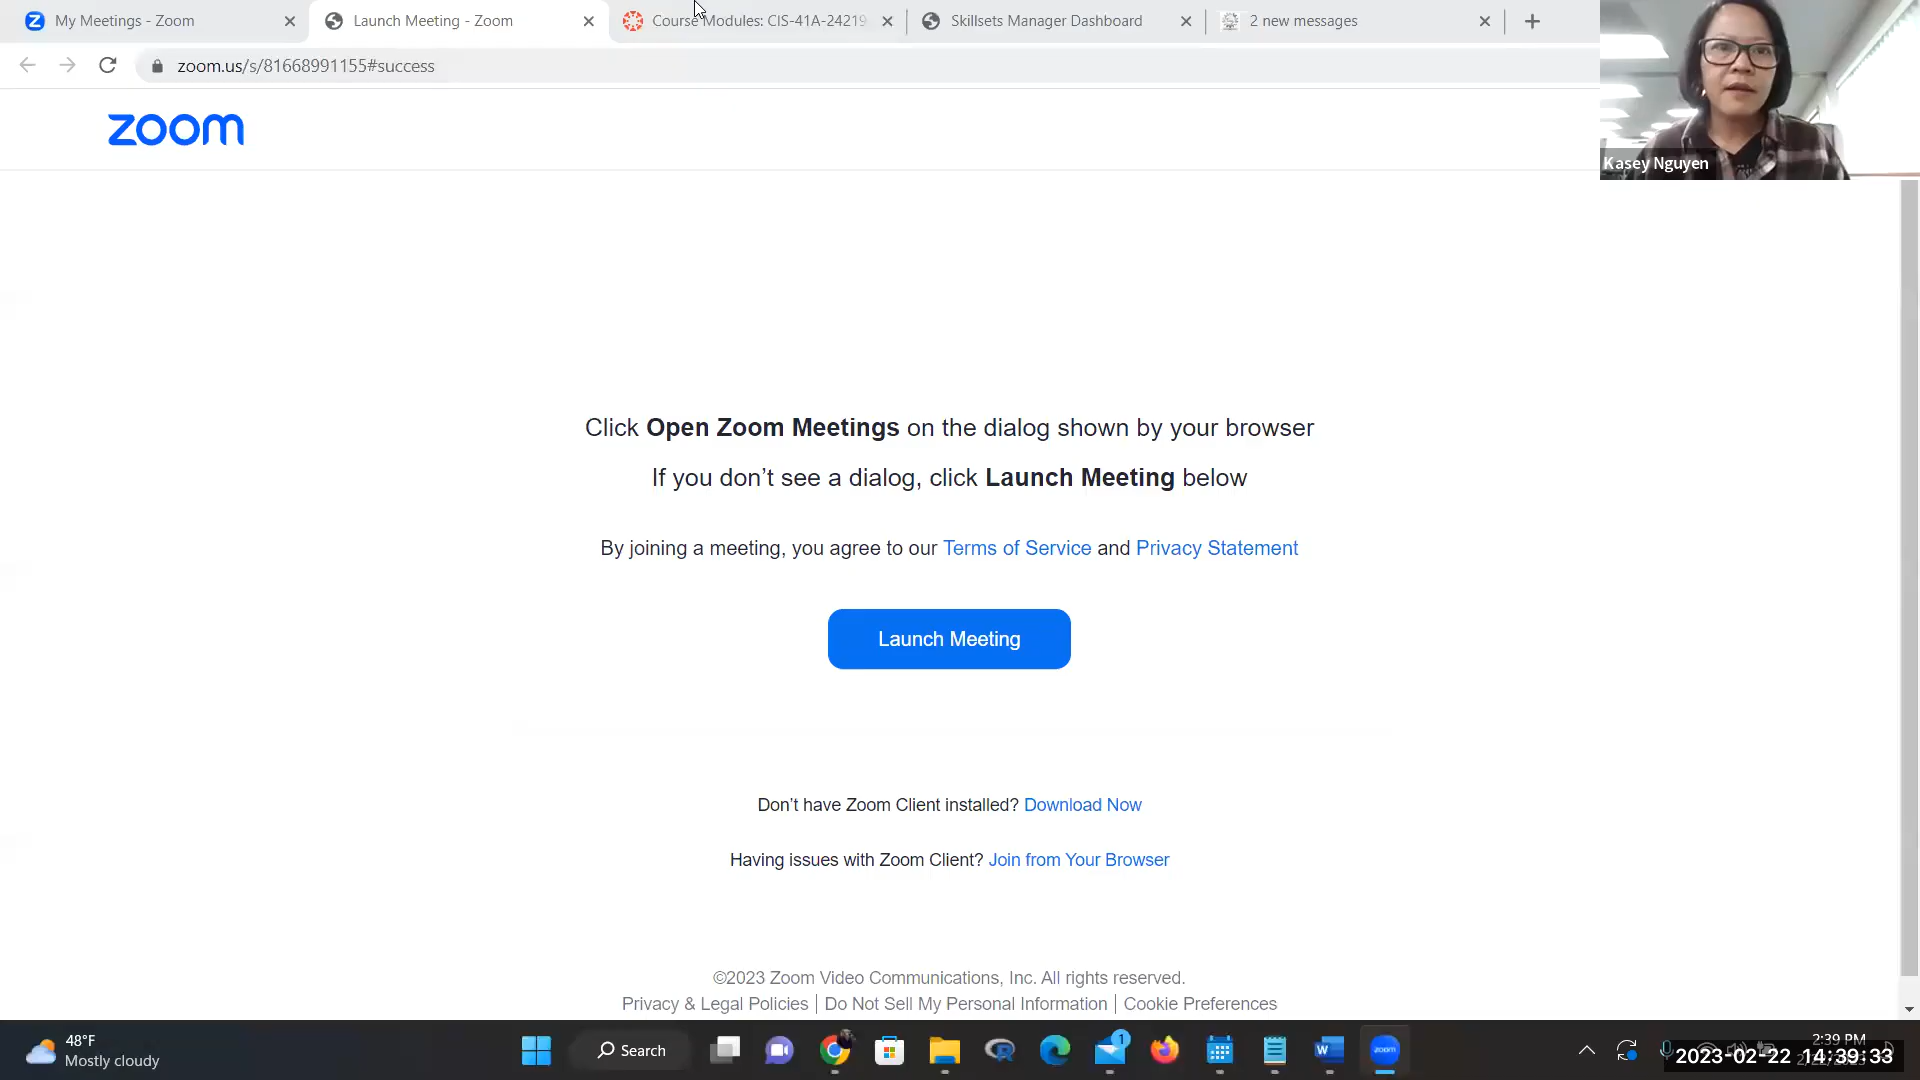 My Meetings - Zoom
Launch Meeting - Zoom
Course Modules: CIS-41A-24219
Skillsets Manager Dashboard
2 new messages
zoom.us/s/81668991155#success
zoom
Kasey Nguyen
Click Open Zoom Meetings on the dialog shown by your browser
If you don’t see a dialog, click Launch Meeting below
By joining a meeting, you agree to our Terms of Service and Privacy Statement
Launch Meeting
Don’t have Zoom Client installed? Download Now
Having issues with Zoom Client? Join from Your Browser
©2023 Zoom Video Communications, Inc. All rights reserved.
Privacy & Legal Policies | Do Not Sell My Personal Information | Cookie Preferences
48°F
Mostly cloudy
Search
1
zoom
2:39 PM
2023-02-22 14:39:33